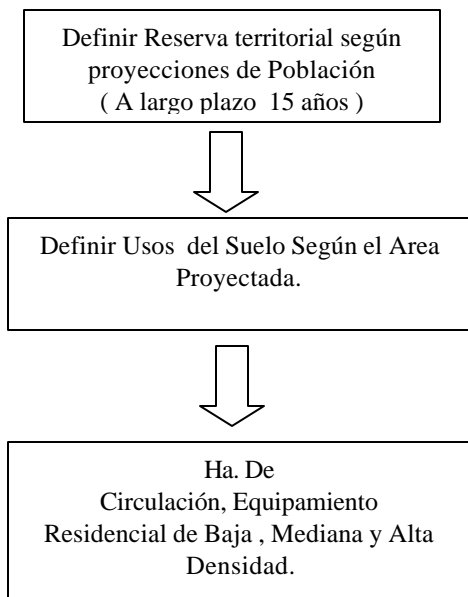 Definir Reserva territorial según
proyecciones de Población
( A largo plazo 15 años )
Definir Usos del Suelo Según el Area
Proyectada.
Ha. De
Circulación, Equipamiento
Residencial de Baja , Mediana y Alta
Densidad.